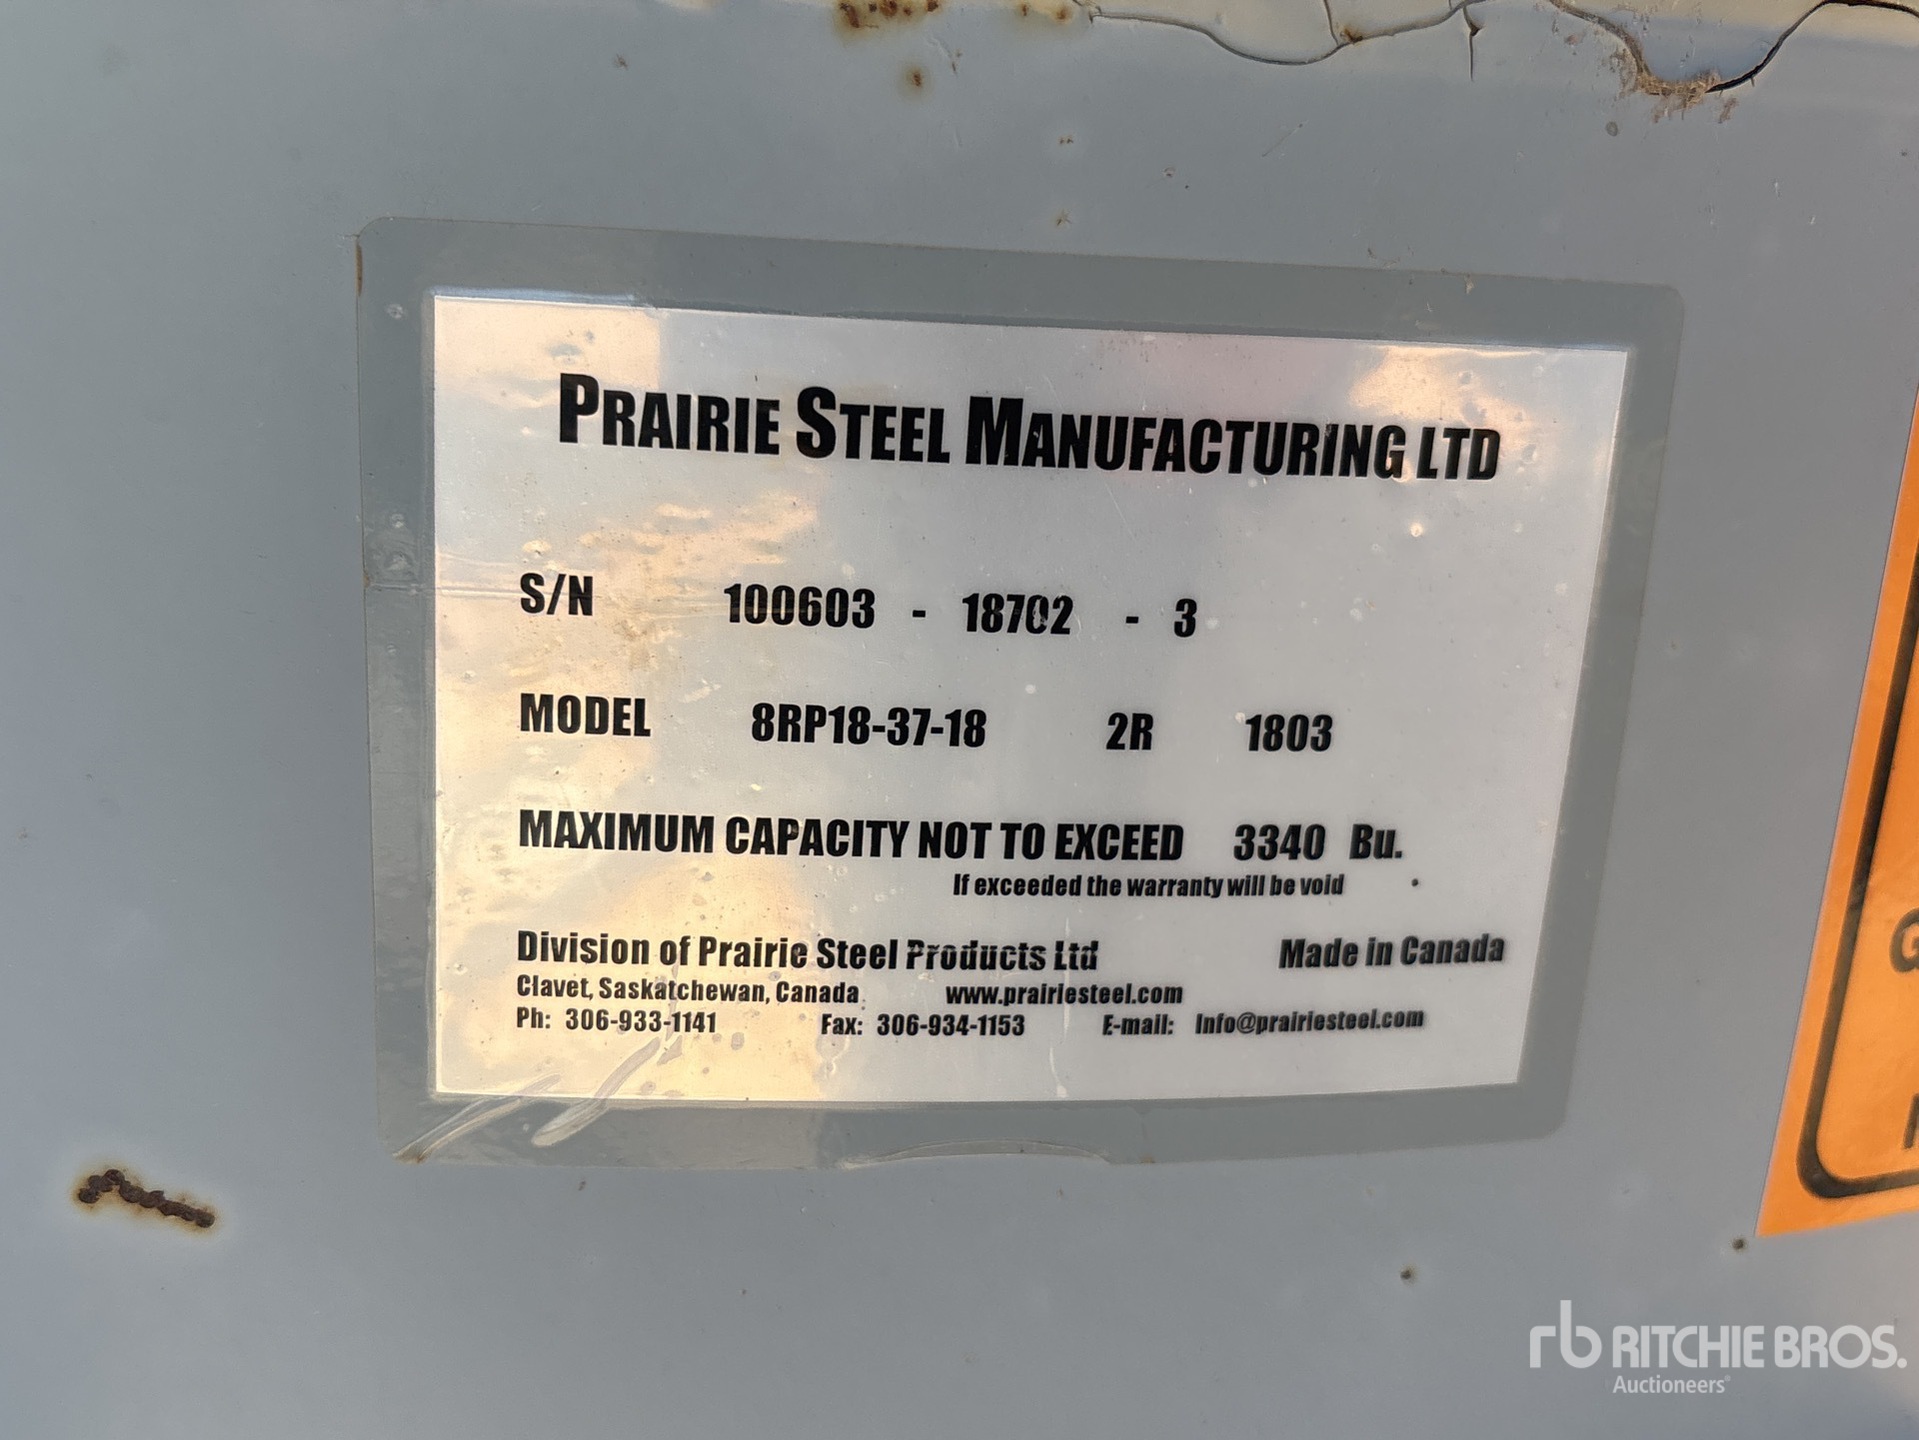 PRAIRIE STEEL MANUFACTURING LTD
S/N 100603 - 18702 - 3
MODEL 8RP18-37-18 2R 1803
MAXIMUM CAPACITY NOT TO EXCEED 3340 Bu.
If exceeded the warranty will be void
Division of Prairie Steel Products Ltd Made in Canada
Clavet, Saskatchewan, Canada www.prairiesteel.com
Ph: 306-933-1141 Fax: 306-934-1153 E-mail: Info@prairiesteel.com
rb RITCHIE BROS.
Auctioneers®